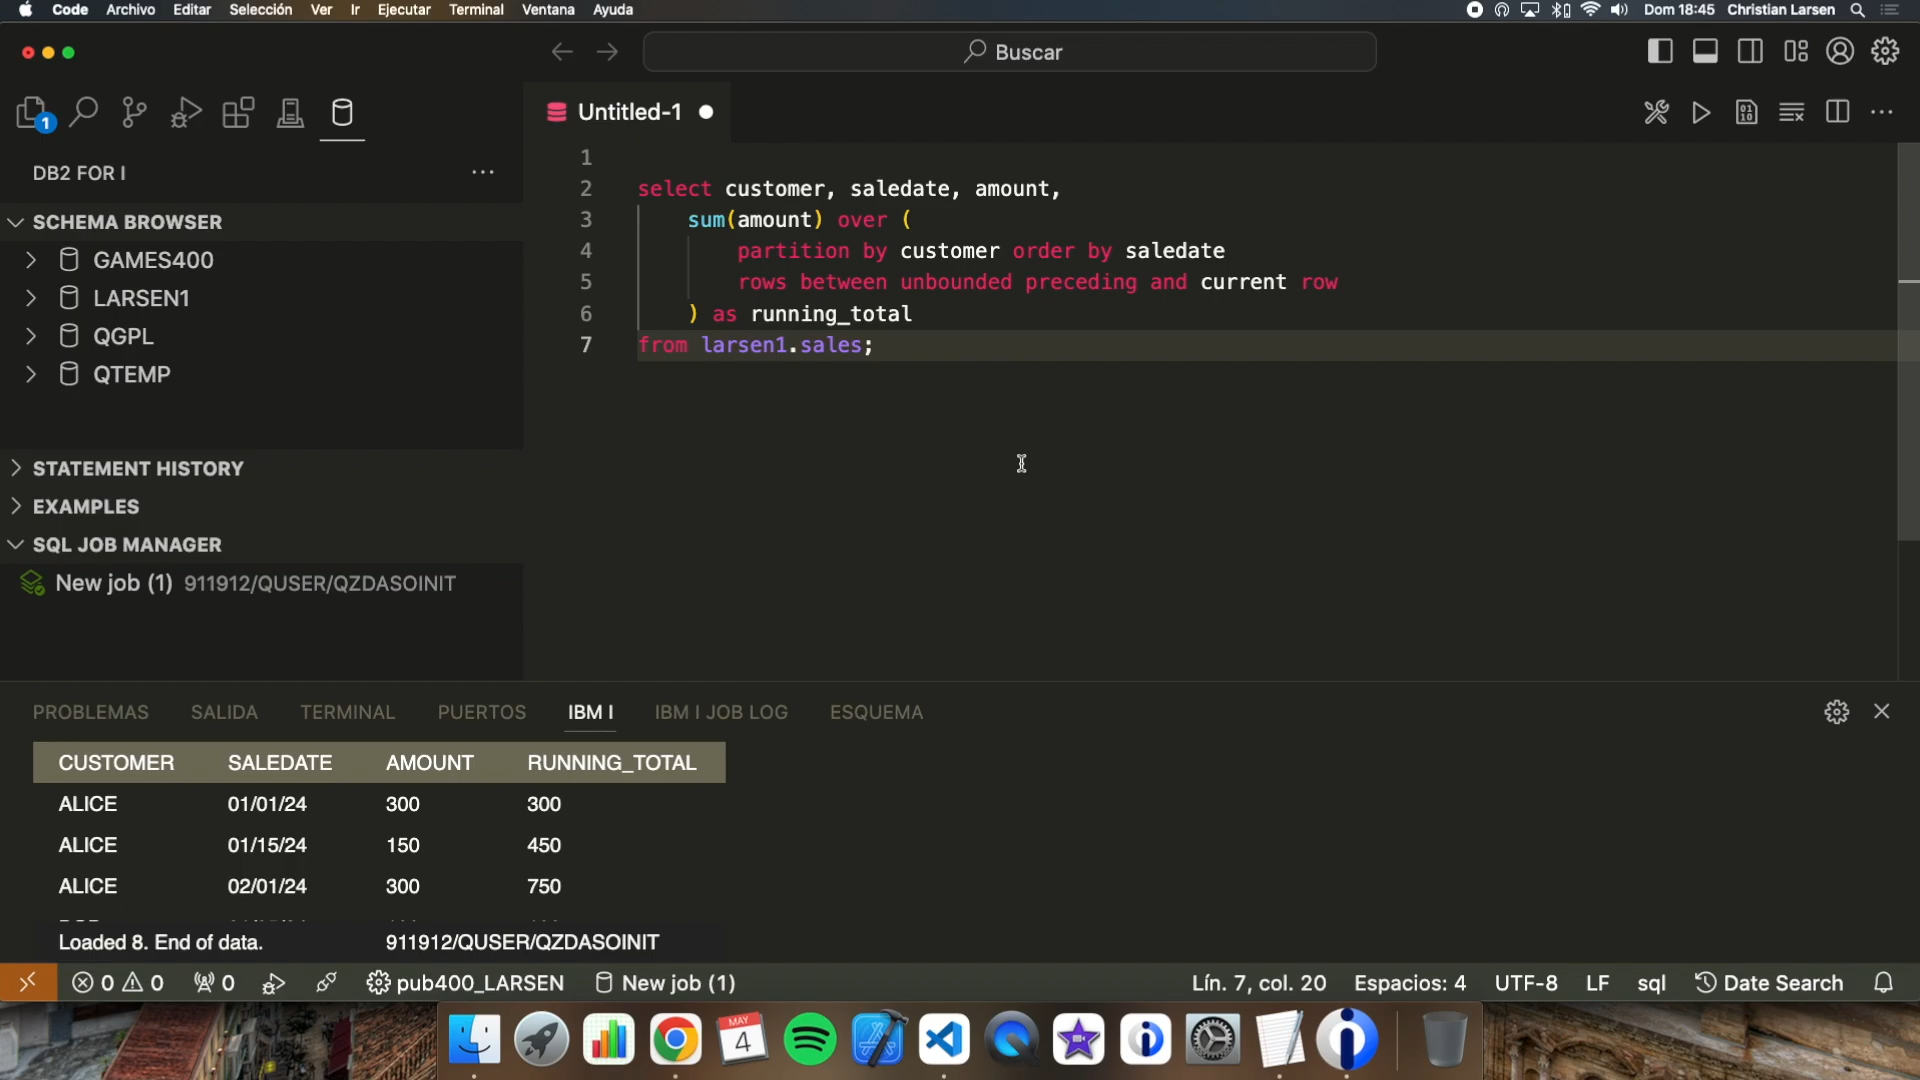 Code Archivo Editar Selección Ver Ir Ejecutar Terminal Ventana Ayuda Dom 18:45 Christian Larsen
Buscar
1
Untitled-1
DB2 FOR I
SCHEMA BROWSER
GAMES400
LARSEN1
QGPL
QTEMP
STATEMENT HISTORY
EXAMPLES
SQL JOB MANAGER
New job (1) 911912/QUSER/QZDASOINIT
1
2 select customer, saledate, amount,
3 sum(amount) over (
4 partition by customer order by saledate
5 rows between unbounded preceding and current row
6 ) as running_total
7 from larsen1.sales;
PROBLEMAS SALIDA TERMINAL PUERTOS IBM I IBM I JOB LOG ESQUEMA
CUSTOMER SALEDATE AMOUNT RUNNING_TOTAL
ALICE 01/01/24 300 300
ALICE 01/15/24 150 450
ALICE 02/01/24 300 750
Loaded 8. End of data. 911912/QUSER/QZDASOINIT
0 0 0 pub400_LARSEN New job (1) Lín. 7, col. 20 Espacios: 4 UTF-8 LF sql Date Search
MAY
4